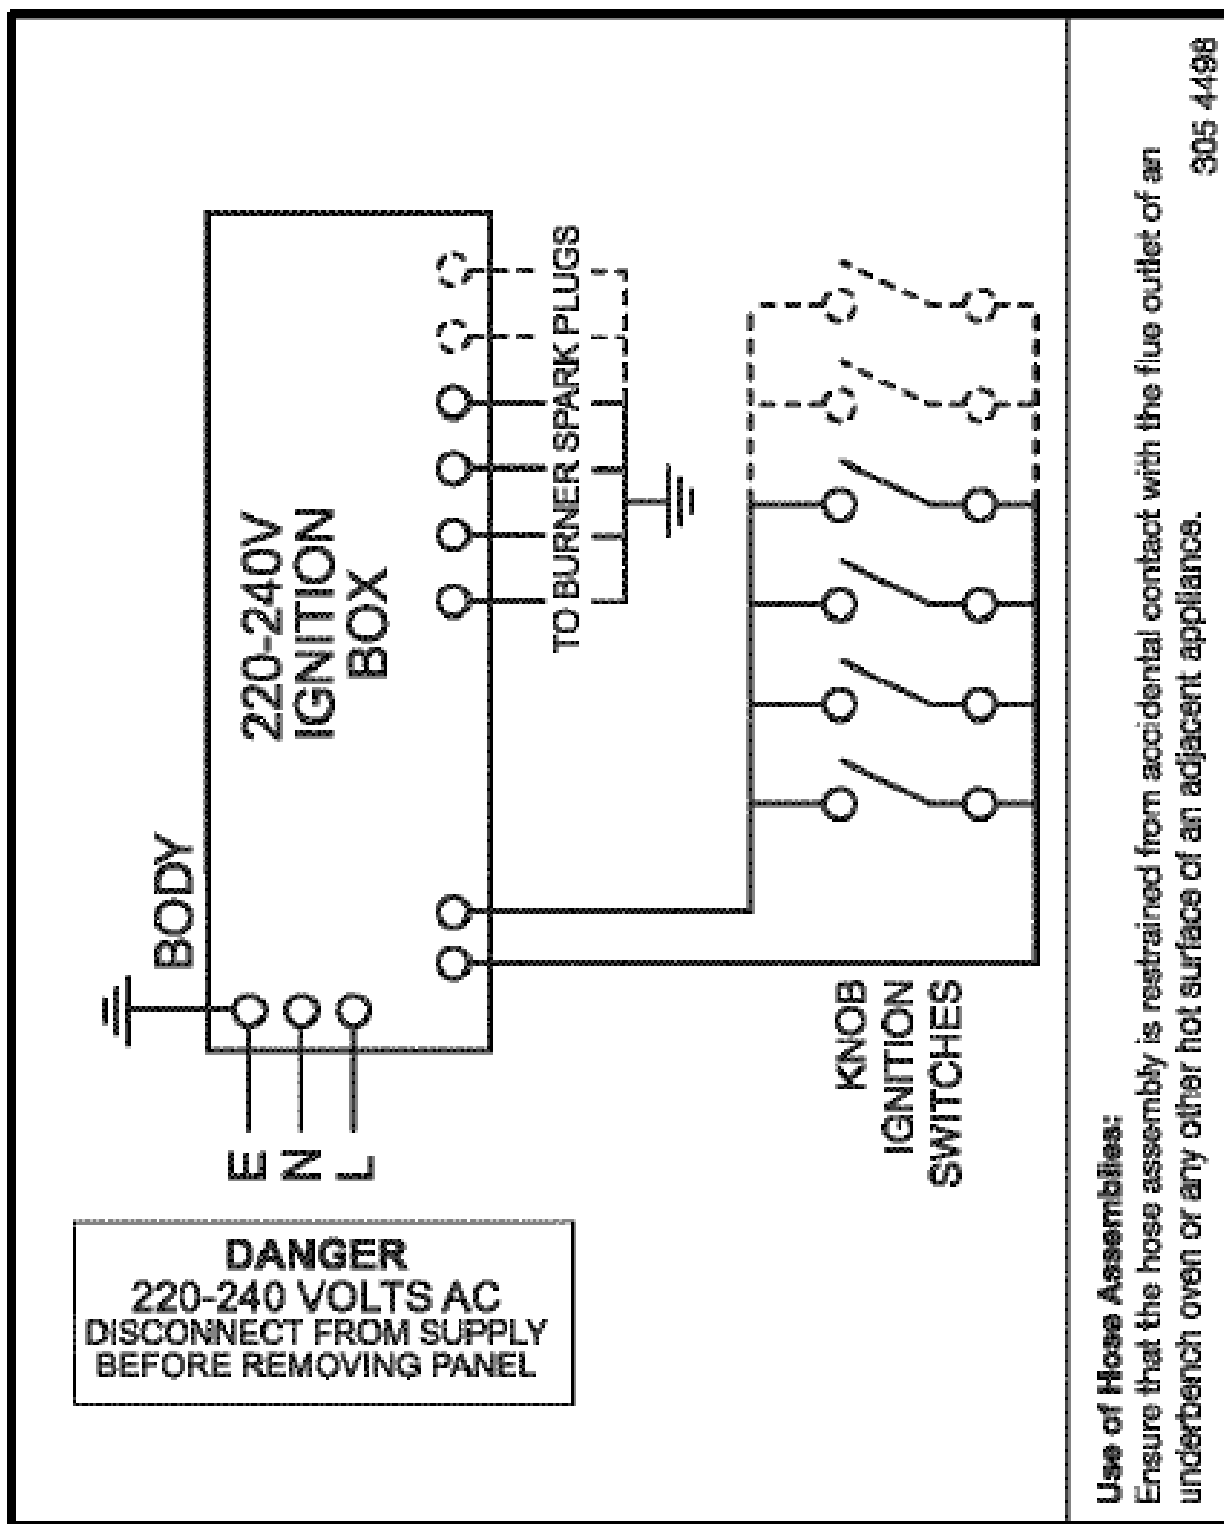 DANGER
220-240 VOLTS AC
DISCONNECT FROM SUPPLY
BEFORE REMOVING PANEL
E
N
L
BODY
220-240V
IGNITION
BOX
TO BURNER SPARK PLUGS
KNOB
IGNITION
SWITCHES
Use of Hose Assemblies:
Ensure that the hose assembly is restrained from accidental contact with the flue outlet of an
underbench oven or any other hot surface of an adjacent appliance.
305 4498